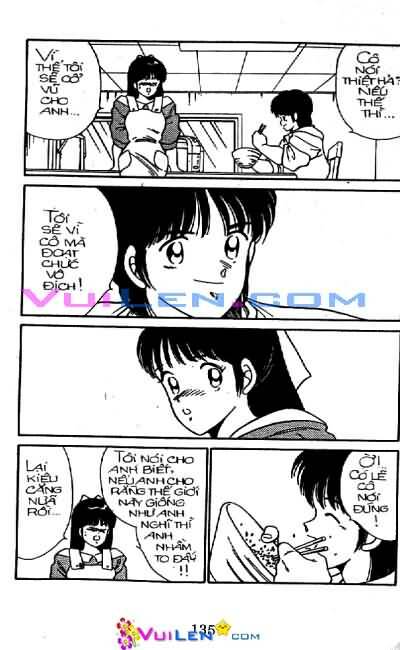 CÔ
NÓI
THIỆT HẢ?
NẾU
THẾ
THÌ...
VÌ
THẾ TÔI
SẼ CỔ
VŨ
CHO
ANH...
TÔI
SẼ VÌ
CÔ MÀ
ĐOẠT
CHỨC
VÔ
ĐỊCH!
VUILEN.COM
Ờ!
CÓ LẼ
CÔ
NÓI
ĐÚNG!
TÔI NÓI CHO
ANH BIẾT,
NẾU ANH CHO
RẰNG THẾ GIỚI
NÀY GIỐNG
NHƯ ANH
NGHĨ THÌ
ANH
NHẦM
TO ĐẤY
!!
LẠI
KIÊU
CĂNG
NỮA
RỒI...
135
VUILEN.COM